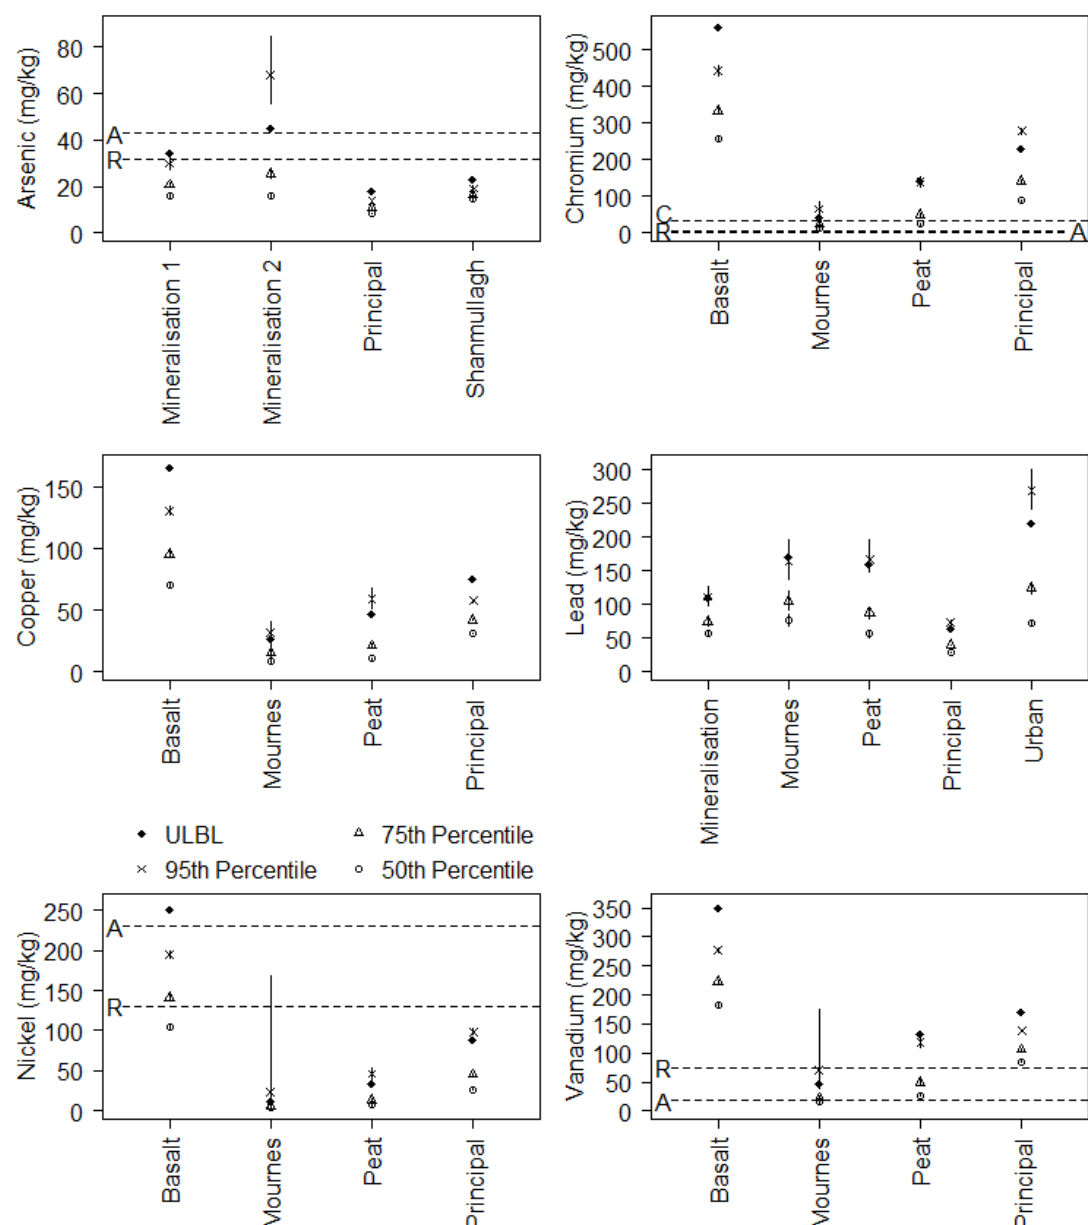 Arsenic (mg/kg)
80
60
40
20
0
A
R
Mineralisation 1
Mineralisation 2
Principal
Shanmullagh
Chromium (mg/kg)
500
400
300
200
100
0
C
R
A
Basalt
Mournes
Peat
Principal
Copper (mg/kg)
150
100
50
0
Basalt
Mournes
Peat
Principal
Lead (mg/kg)
300
250
200
150
100
50
0
Mineralisation
Mournes
Peat
Principal
Urban
ULBL
75th Percentile
95th Percentile
50th Percentile
Nickel (mg/kg)
250
200
150
100
50
0
A
R
Basalt
Mournes
Peat
Principal
Vanadium (mg/kg)
350
300
250
200
150
100
50
0
R
A
Basalt
Mournes
Peat
Principal